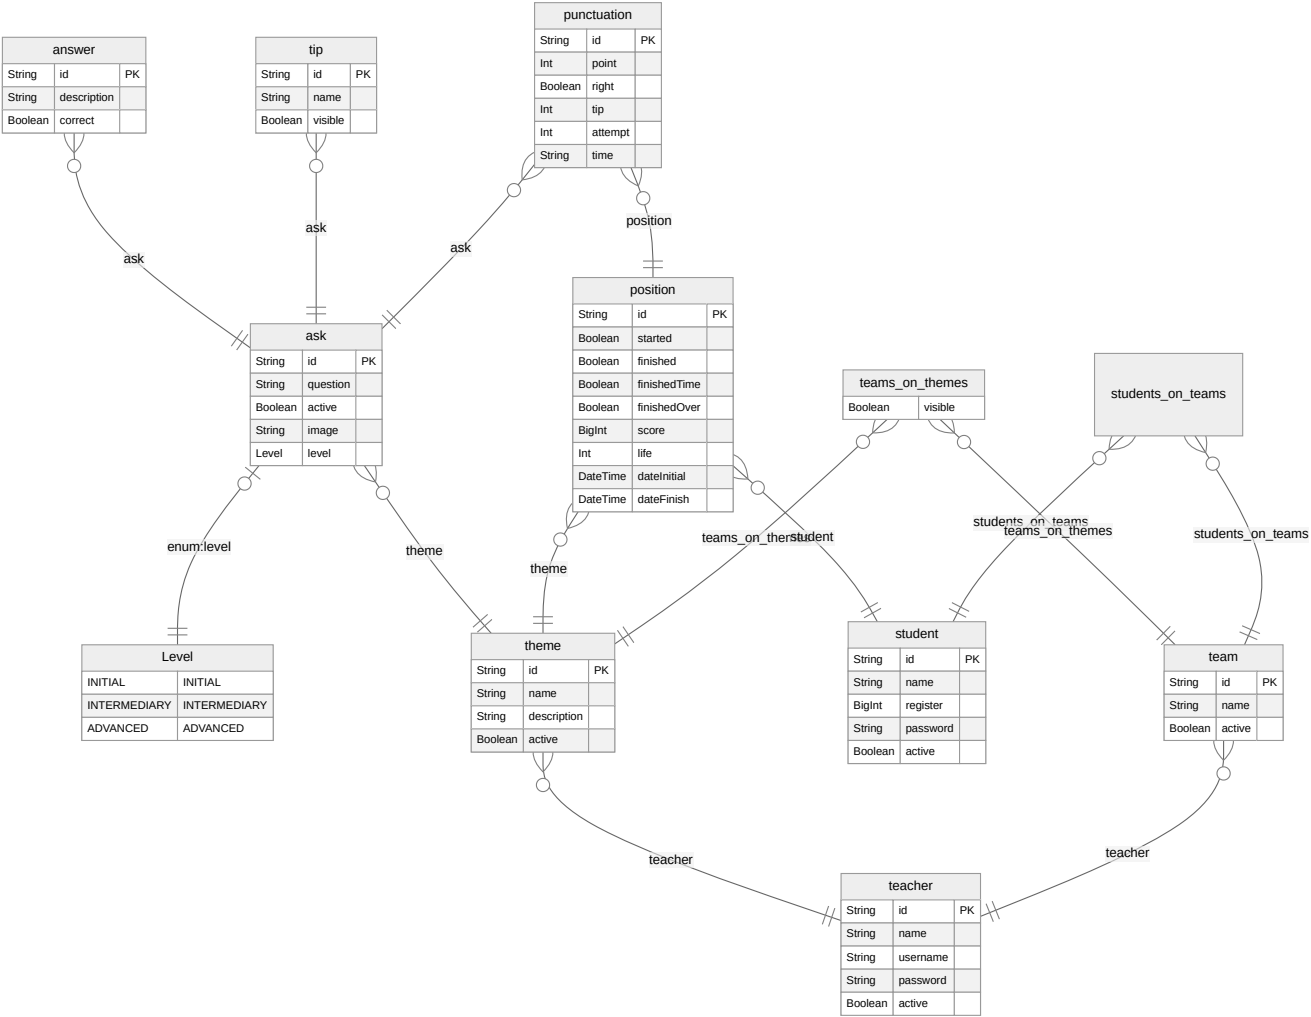 punctuation
String id PK
Int point
Boolean right
Int tip
Int attempt
String time
answer
String id PK
String description
Boolean correct
tip
String id PK
String name
Boolean visible
ask
ask
ask
position
position
String id PK
Boolean started
Boolean finished
Boolean finishedTime
Boolean finishedOver
BigInt score
Int life
DateTime dateInitial
DateTime dateFinish
ask
String id PK
String question
Boolean active
String image
Level level
teams_on_themes
Boolean visible
students_on_teams
enum:level
theme
theme
teams_on_themes
student
students_on_teams
teams_on_themes
students_on_teams
Level
INITIAL INITIAL
INTERMEDIARY INTERMEDIARY
ADVANCED ADVANCED
theme
String id PK
String name
String description
Boolean active
student
String id PK
String name
BigInt register
String password
Boolean active
team
String id PK
String name
Boolean active
teacher
teacher
teacher
String id PK
String name
String username
String password
Boolean active